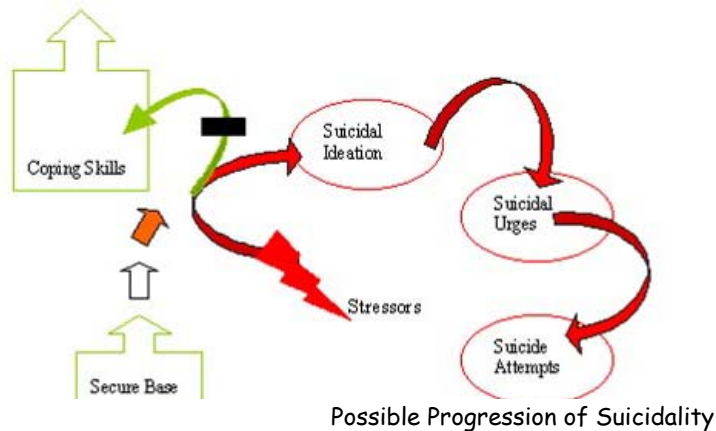 Coping Skills
Suicidal
Ideation
Suicidal
Urges
Stressors
Secure Base
Suicide
Attempts
Possible Progression of Suicidality